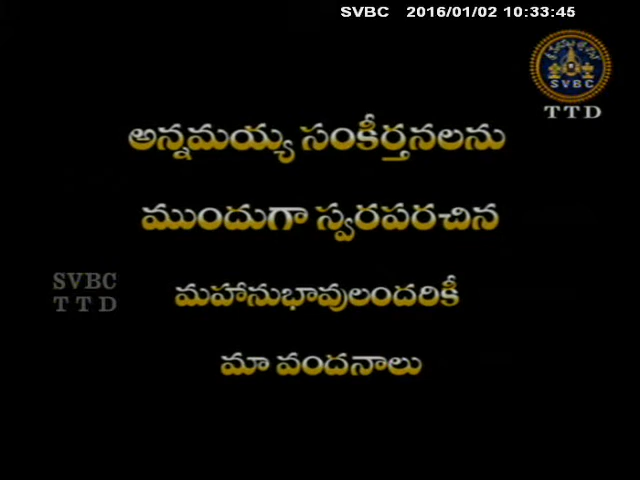 SVBC 2016/01/02 10:33:45
SVBC
TTD
అన్నమయ్య సంకీర్తనలను
ముందుగా స్వరపరచిన
SVBC
TTD
మహానుభావులందరికీ
మా వందనాలు